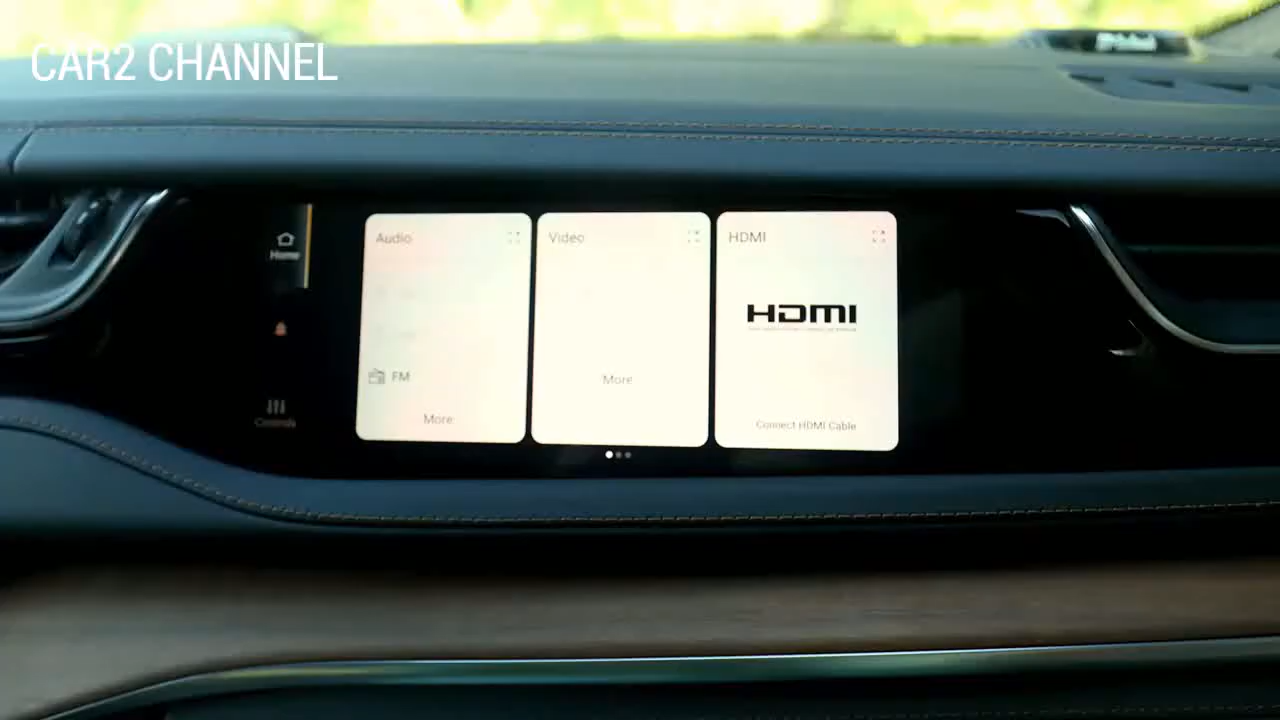 CAR2 CHANNEL
Home
Controls
Audio
FM
More
Video
More
HDMI
HDMI
Connect HDMI Cable